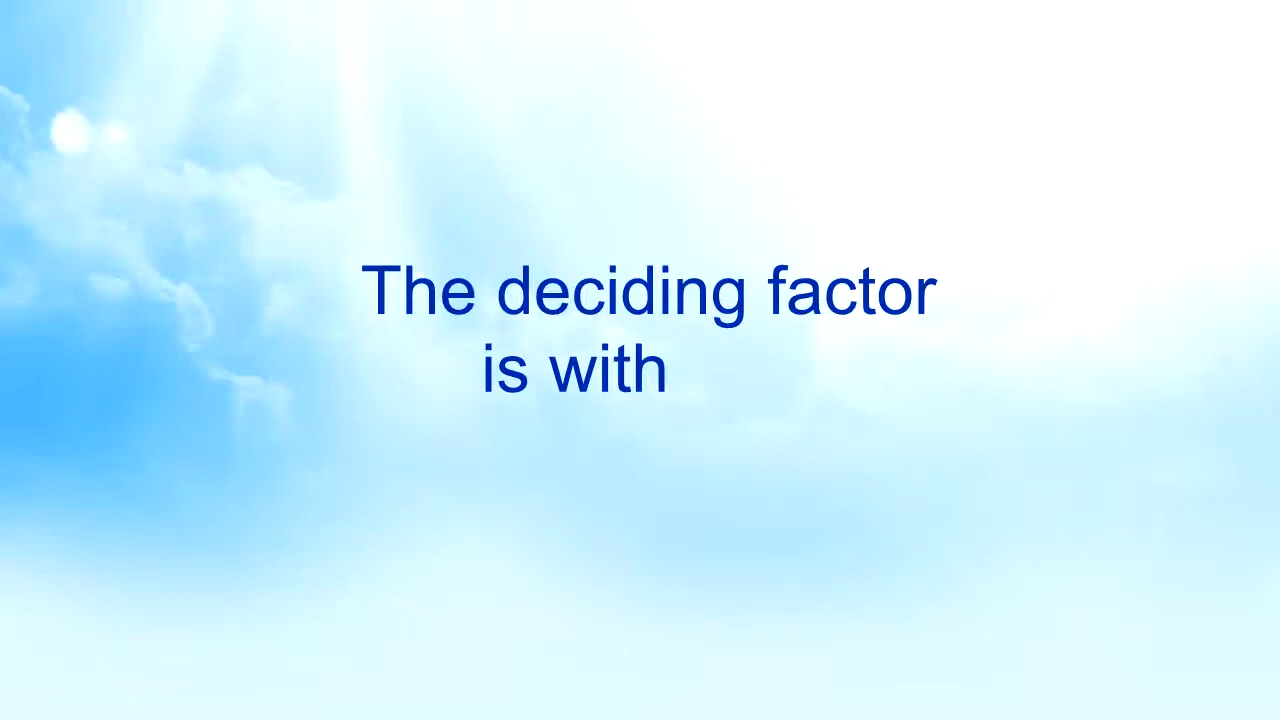 The deciding factor
is with